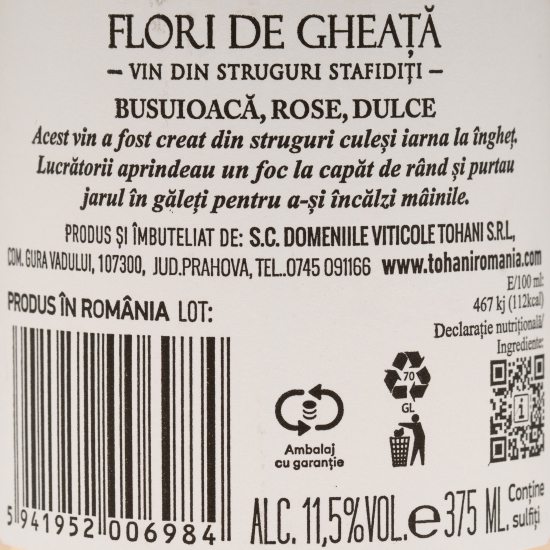 FLORI DE GHEAȚĂ
– VIN DIN STRUGURI STAFIDIȚI –
BUSUIOACĂ, ROSE, DULCE
Acest vin a fost creat din struguri culeși iarna la îngheț.
Lucrătorii aprindeau un foc la capăt de rând și purtau
jarul în găleți pentru a-și încălzi mâinile.
PRODUS ȘI ÎMBUTELIAT DE: S.C. DOMENIILE VITICOLE TOHANI S.R.L,
COM. GURA VADULUI, 107300, JUD.PRAHOVA, TEL.0745 091166 www.tohaniromania.com
PRODUS ÎN ROMÂNIA LOT:
E/100 ml:
467 kj (112kcal)
Declarație nutrițională/
Ingrediente:
70
GL
Ambalaj
cu garanție
5 941952 006984
ALC. 11,5%VOL. e 375 ML.
Conține
sulfiți